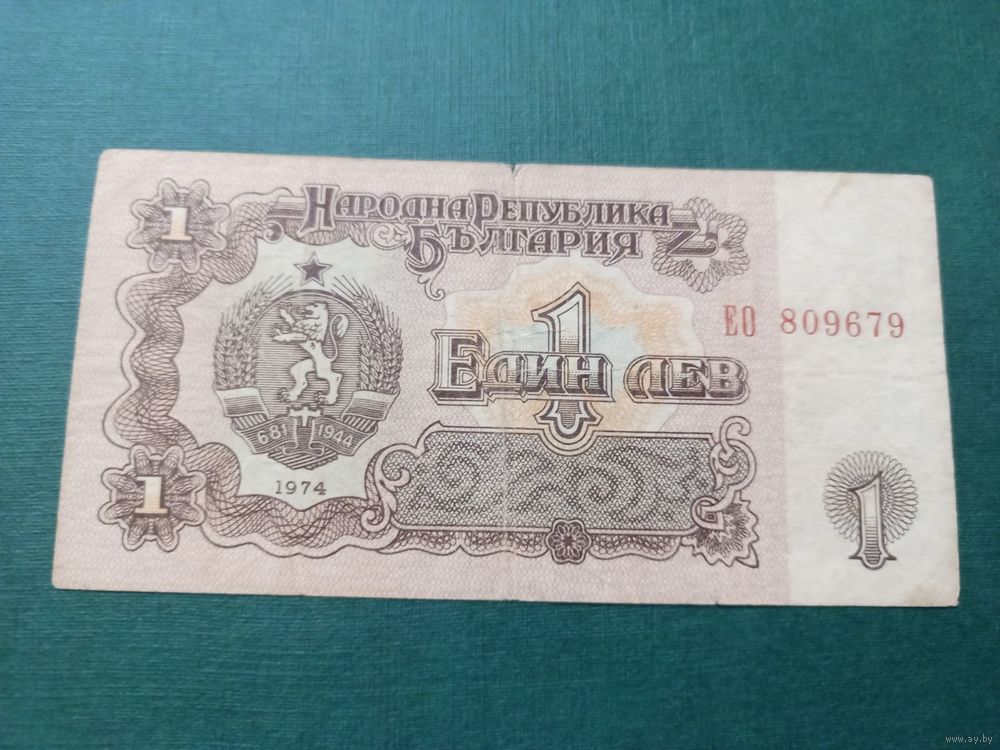 1
НАРОДНА РЕПУБЛИКА
БЪЛГАРИЯ
ЕО 809679
1
ЕДИН ЛЕВ
681 1944
1974
1
1
www.ay.by